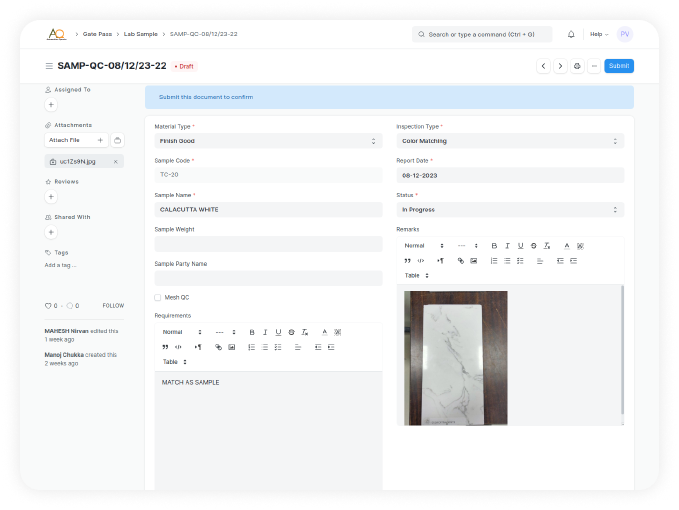 AQ
Gate Pass > Lab Sample > SAMP-QC-08/12/23-22
Search or type a command (Ctrl + G)
Help
PV
SAMP-QC-08/12/23-22
Draft
Submit
Assigned To
Attachments
Attach File
uc1Zs9N.jpg
Reviews
Shared With
Tags
Add a tag ...
0 · 0
FOLLOW
MAHESH Nirvan edited this
1 week ago
Manoj Chukka created this
2 weeks ago
Submit this document to confirm
Material Type *
Finish Good
Sample Code *
TC-20
Sample Name *
CALACUTTA WHITE
Sample Weight
Sample Party Name
Mesh QC
Requirements
Normal
Table
MATCH AS SAMPLE
Inspection Type *
Color Matching
Report Date *
08-12-2023
Status *
In Progress
Remarks
Normal
Table